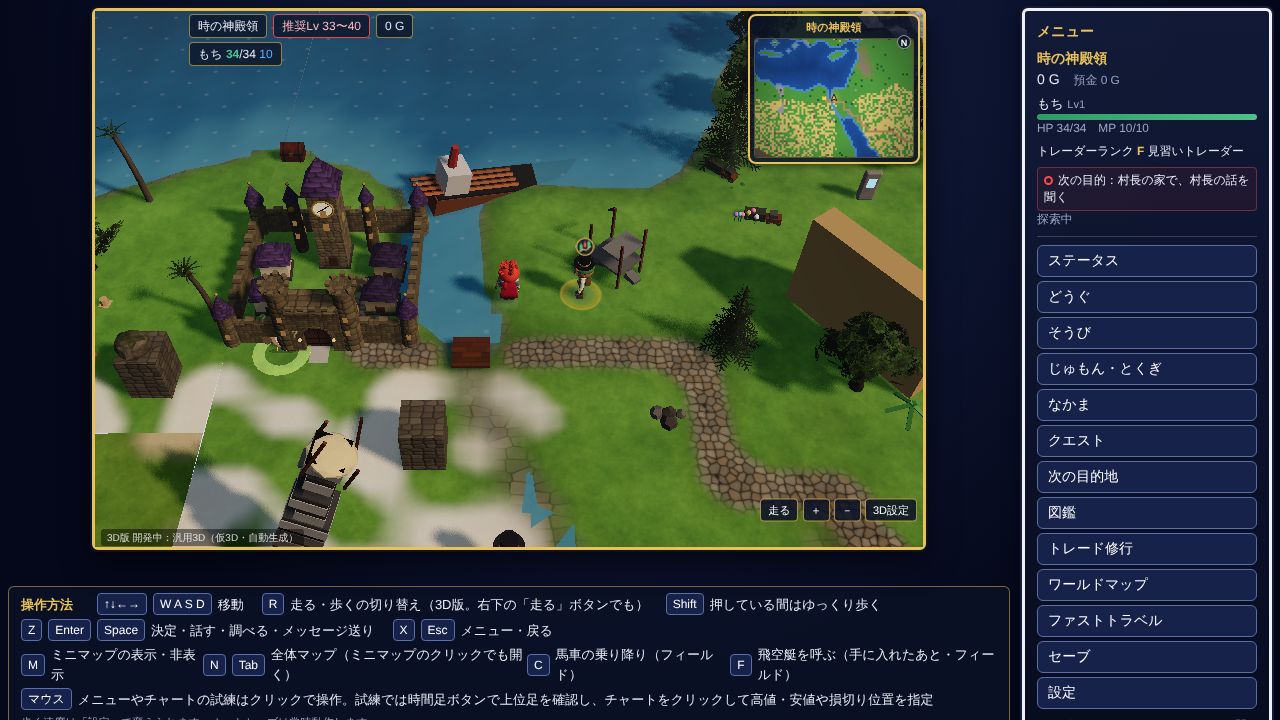 時の神殿領 推奨Lv 33〜40 0 G
もち 34/34 10
時の神殿領
N
走る + − 3D設定
3D版 開発中：汎用3D（仮3D・自動生成）
メニュー
時の神殿領
0 G 預金 0 G
もち Lv1
HP 34/34 MP 10/10
トレーダーランク F 見習いトレーダー
次の目的：村長の家で、村長の話を
聞く
探索中
ステータス
どうぐ
そうび
じゅもん・とくぎ
なかま
クエスト
次の目的地
図鑑
トレード修行
ワールドマップ
ファストトラベル
セーブ
設定
操作方法 ↑↓←→ W A S D 移動 R 走る・歩くの切り替え（3D版。右下の「走る」ボタンでも） Shift 押している間はゆっくり歩く
Z Enter Space 決定・話す・調べる・メッセージ送り X Esc メニュー・戻る
M ミニマップの表示・非表示 N Tab 全体マップ（ミニマップのクリックでも開く） C 馬車の乗り降り（フィールド） F 飛空艇を呼ぶ（手に入れたあと・フィールド）
マウス メニューやチャートの試練はクリックで操作。試練では時間足ボタンで上位足を確認し、チャートをクリックして高値・安値や損切り位置を指定